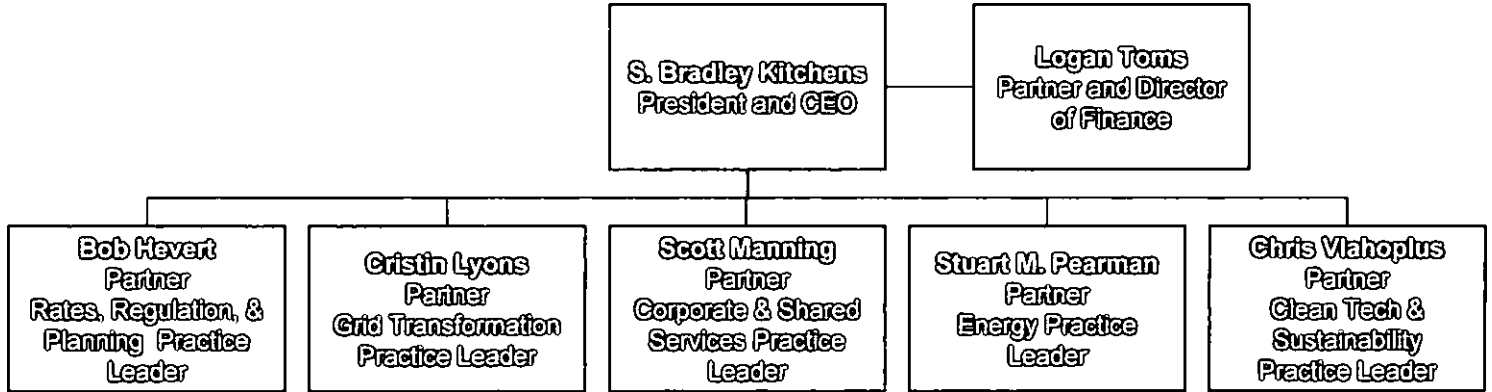 S. Bradley Kitchens
President and CEO
Logan Toms
Partner and Director
of Finance
Bob Hevert
Partner
Rates, Regulation, &
Planning Practice
Leader
Cristin Lyons
Partner
Grid Transformation
Practice Leader
Scott Manning
Partner
Corporate & Shared
Services Practice
Leader
Stuart M. Pearman
Partner
Energy Practice
Leader
Chris Vlahoplus
Partner
Clean Tech &
Sustainability
Practice Leader